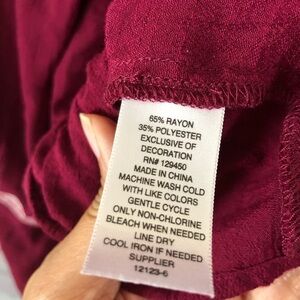 65% RAYON
35% POLYESTER
EXCLUSIVE OF
DECORATION
RN# 129450
MADE IN CHINA
MACHINE WASH COLD
WITH LIKE COLORS
GENTLE CYCLE
ONLY NON-CHLORINE
BLEACH WHEN NEEDED
LINE DRY
COOL IRON IF NEEDED
SUPPLIER
12123-6